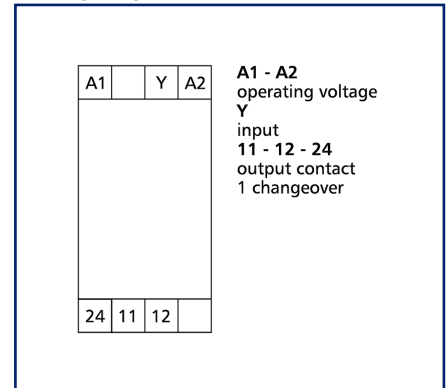 A1 Y A2
A1 - A2
operating voltage
Y
input
11 - 12 - 24
output contact
1 changeover
24 11 12